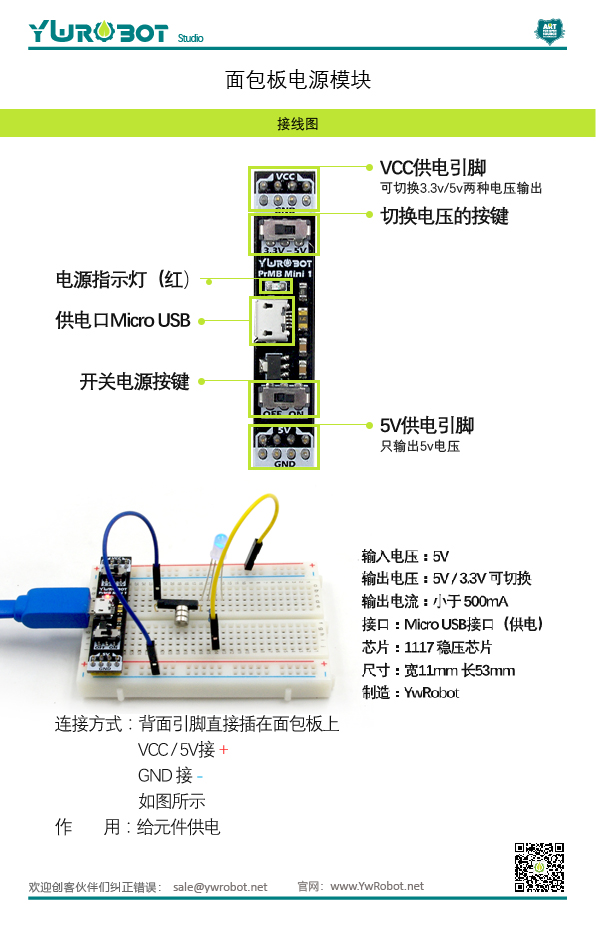 YWROBOT Studio
面包板电源模块
接线图
VCC供电引脚
可切换3.3v/5v两种电压输出
切换电压的按键
电源指示灯（红）
供电口Micro USB
开关电源按键
5V供电引脚
只输出5v电压
VCC
GND
3.3V – 5V
YWROBOT
PrMB Mini 1
OFF ON
5V
GND
输入电压：5V
输出电压：5V / 3.3V 可切换
输出电流：小于 500mA
接口：Micro USB接口（供电）
芯片：1117 稳压芯片
尺寸：宽11mm 长53mm
制造：YwRobot
连接方式：背面引脚直接插在面包板上
VCC / 5V接 +
GND 接 -
如图所示
作 用：给元件供电
欢迎创客伙伴们纠正错误： sale@ywrobot.net 官网：www.YwRobot.net